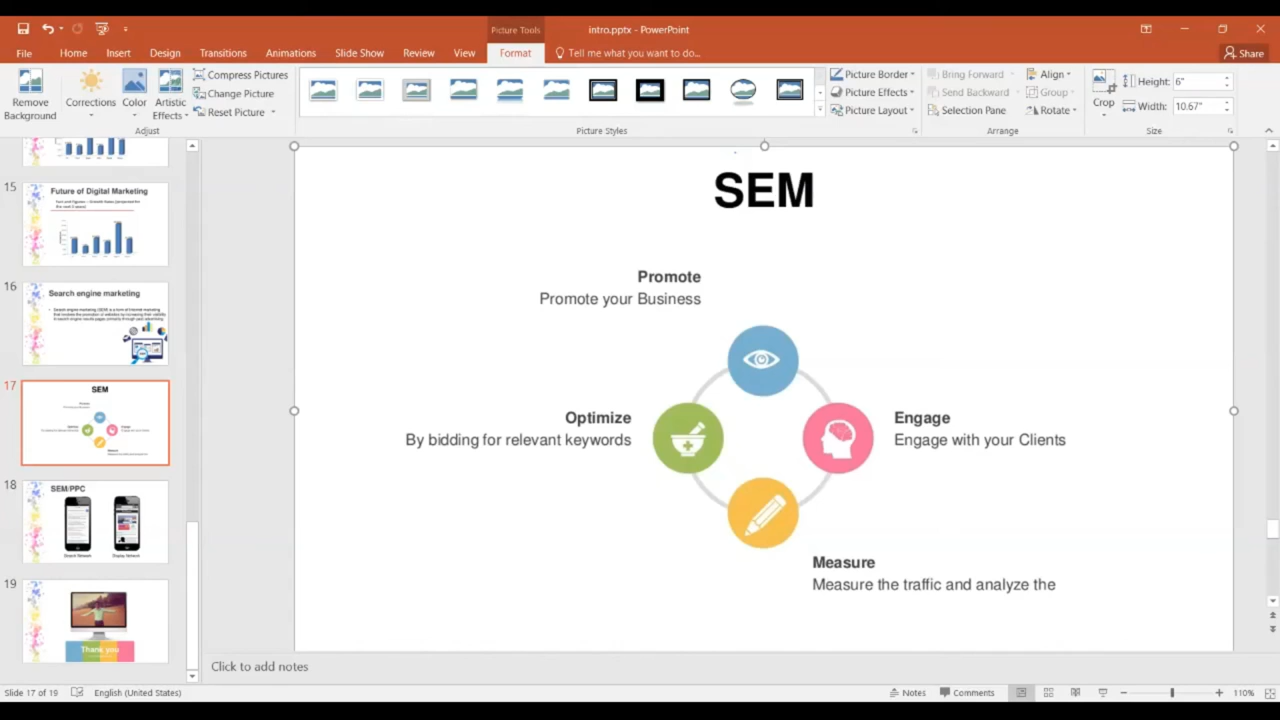 Picture Tools
intro.pptx - PowerPoint
File Home Insert Design Transitions Animations Slide Show Review View Format Tell me what you want to do...
Share
Remove Background
Corrections
Color
Artistic Effects
Compress Pictures
Change Picture
Reset Picture
Adjust
Picture Styles
Picture Border
Picture Effects
Picture Layout
Bring Forward
Send Backward
Selection Pane
Align
Group
Rotate
Arrange
Crop
Height: 6"
Width: 10.67"
Size
15
Future of Digital Marketing
16
Search engine marketing
17
SEM
18
SEM/PPC
19
Thank you
SEM
Promote
Promote your Business
Optimize
By bidding for relevant keywords
Engage
Engage with your Clients
Measure
Measure the traffic and analyze the
Click to add notes
Slide 17 of 19
English (United States)
Notes
Comments
110%